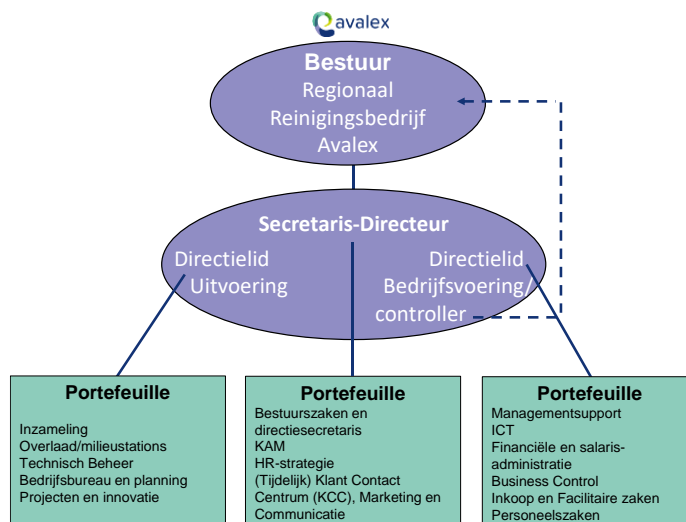 avalex
Bestuur
Regionaal
Reinigingsbedrijf
Avalex
Secretaris-Directeur
Directielid
Uitvoering
Directielid
Bedrijfsvoering/
controller
Portefeuille
Inzameling
Overlaad/milieustations
Technisch Beheer
Bedrijfsbureau en planning
Projecten en innovatie
Portefeuille
Bestuurszaken en
directiesecretaris
KAM
HR-strategie
(Tijdelijk) Klant Contact
Centrum (KCC), Marketing en
Communicatie
Portefeuille
Managementsupport
ICT
Financiële en salaris-
administratie
Business Control
Inkoop en Facilitaire zaken
Personeelszaken